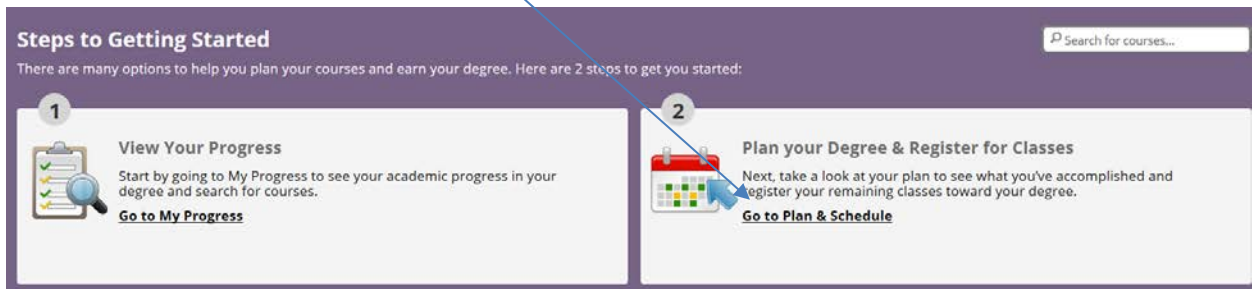 Steps to Getting Started
Search for courses...
There are many options to help you plan your courses and earn your degree. Here are 2 steps to get you started:
1
View Your Progress
Start by going to My Progress to see your academic progress in your
degree and search for courses.
Go to My Progress
2
Plan your Degree & Register for Classes
Next, take a look at your plan to see what you've accomplished and
register your remaining classes toward your degree.
Go to Plan & Schedule